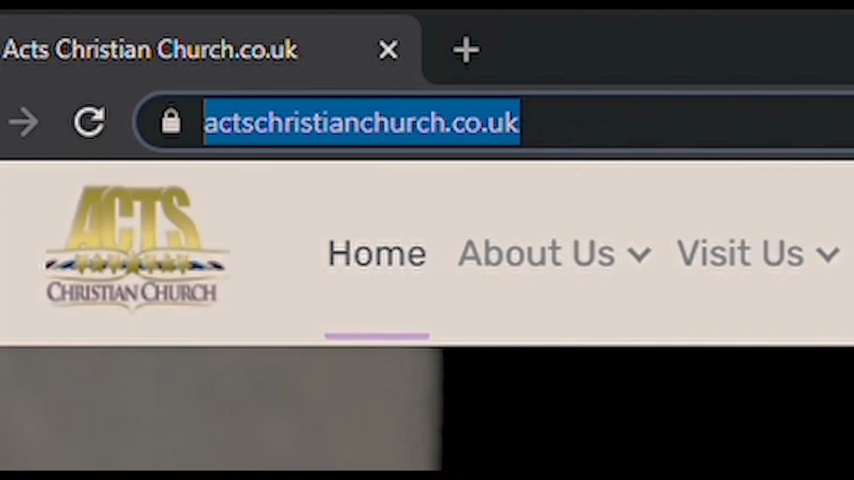 Acts Christian Church.co.uk
actschristianchurch.co.uk
ACTS
CHRISTIAN CHURCH
Home About Us Visit Us